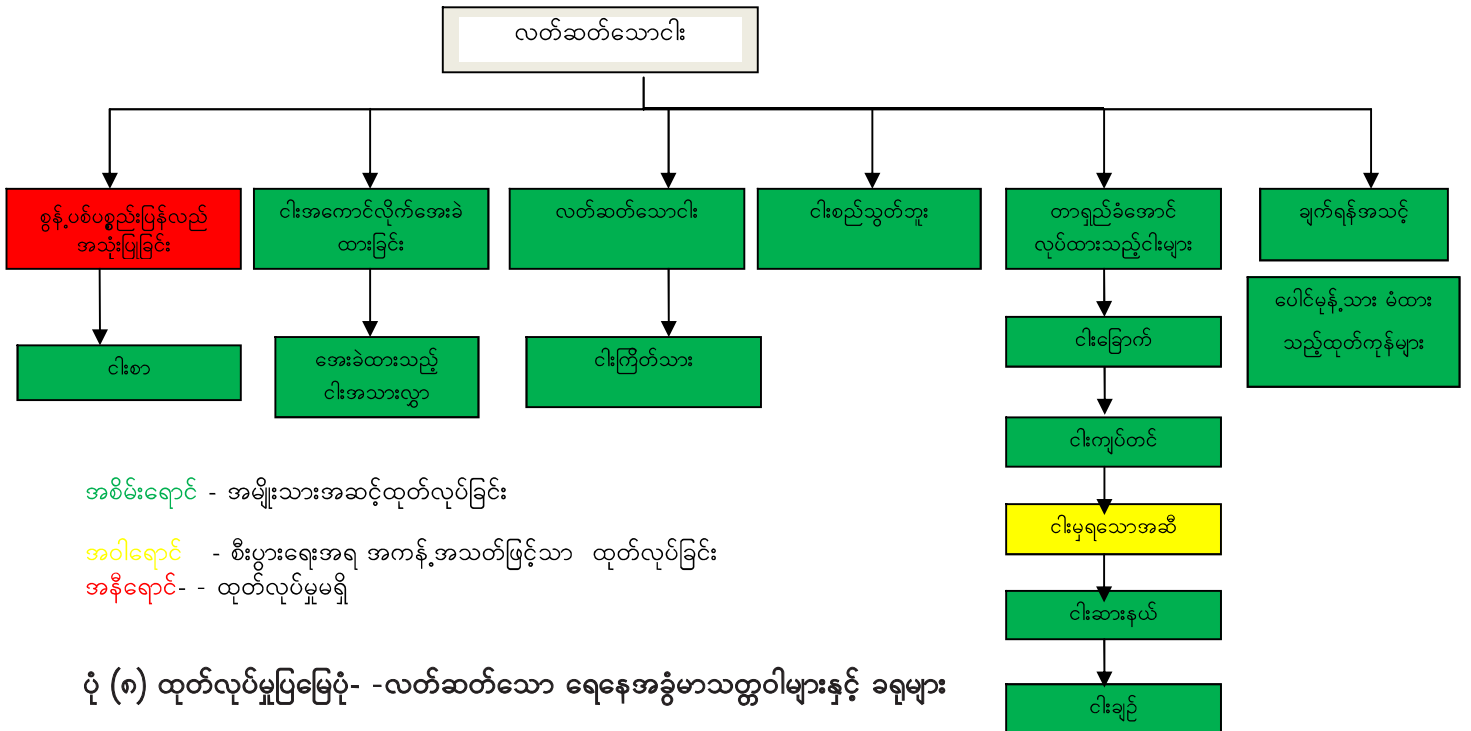 လတ်ဆတ်သောငါး
စွန့်ပစ်ပစ္စည်းပြန်လည်
အသုံးပြုခြင်း
ငါးအကောင်လိုက်အေးခဲ
ထားခြင်း
လတ်ဆတ်သောငါး
ငါးစည်သွတ်ဘူး
တာရှည်ခံအောင်
လုပ်ထားသည့်ငါးများ
ချက်ရန်အသင့်
ပေါင်မုန့်သား မံထား
သည့်ထုတ်ကုန်များ
ငါးစာ
အေးခဲထားသည့်
ငါးအသားလွှာ
ငါးကြိတ်သား
ငါးခြောက်
ငါးကျပ်တင်
ငါးမှရသောအဆီ
ငါးဆားနယ်
ငါးချဉ်
အစိမ်းရောင် - အမျိုးသားအဆင့်ထုတ်လုပ်ခြင်း
အဝါရောင် - စီးပွားရေးအရ အကန့်အသတ်ဖြင့်သာ ထုတ်လုပ်ခြင်း
အနီရောင်- - ထုတ်လုပ်မှုမရှိ
ပုံ (၈) ထုတ်လုပ်မှုပြမြေပုံ- -လတ်ဆတ်သော ရေနေအခွံမာသတ္တဝါများနှင့် ခရုများ